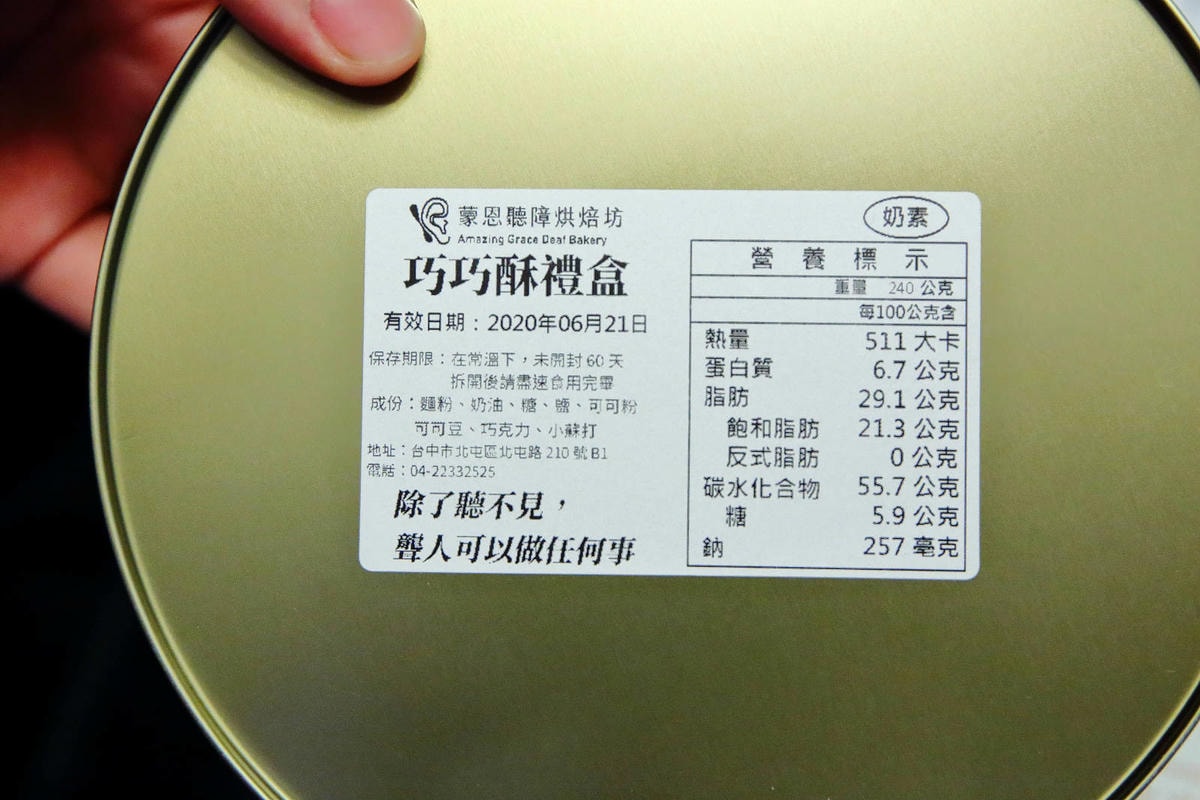 蒙恩聽障烘焙坊
Amazing Grace Deaf Bakery
巧巧酥禮盒
有效日期：2020年06月21日
保存期限：在常溫下，未開封 60 天
拆開後請盡速食用完畢
成份：麵粉、奶油、糖、鹽、可可粉
可可豆、巧克力、小蘇打
地址：台中市北屯區北屯路 210 號 B1
電話：04-22332525
除了聽不見，
聾人可以做任何事
奶素
營養標示
重量 240 公克
每100公克含
熱量 511 大卡
蛋白質 6.7 公克
脂肪 29.1 公克
飽和脂肪 21.3 公克
反式脂肪 0 公克
碳水化合物 55.7 公克
糖 5.9 公克
鈉 257 毫克